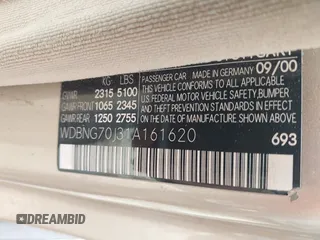 KG LBS
GVWR 2315 5100
GAWR FRONT 1065 2345
GAWR REAR 1250 2755
PASSENGER CAR
MADE IN GERMANY 09/00
THIS VEHICLE CONFORMS TO ALL APPLICABLE
U.S. FEDERAL MOTOR VEHICLE SAFETY, BUMPER
AND THEFT PREVENTION STANDARDS IN EFFECT ON THE
DATE OF MANUFACTURE SHOWN ABOVE
WDBNG70J31A161620
693
DREAMBID